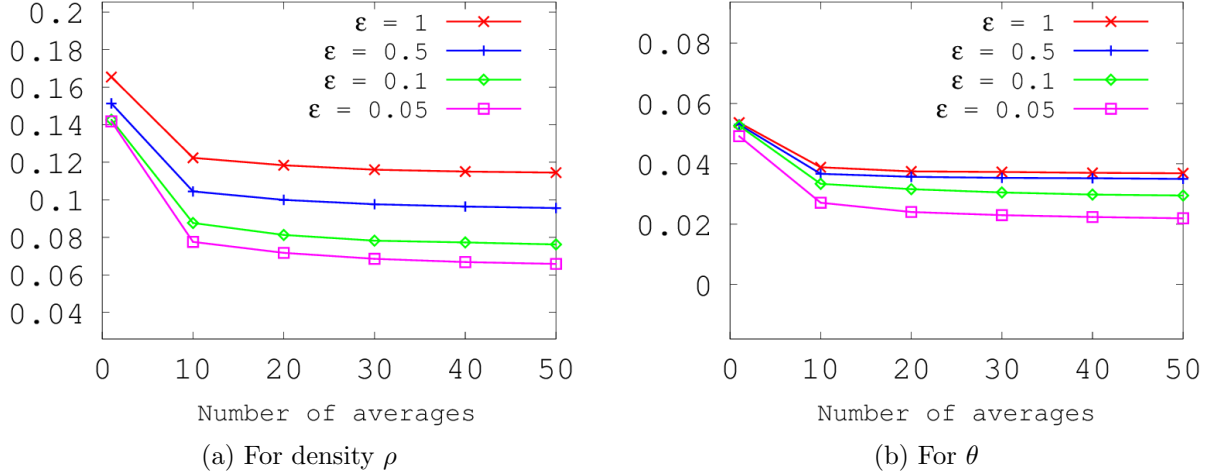 0.2
0.18
0.16
0.14
0.12
0.1
0.08
0.06
0.04
0 10 20 30 40 50
ε = 1
ε = 0.5
ε = 0.1
ε = 0.05
Number of averages
(a) For density ρ
0.08
0.06
0.04
0.02
0
0 10 20 30 40 50
ε = 1
ε = 0.5
ε = 0.1
ε = 0.05
Number of averages
(b) For θ